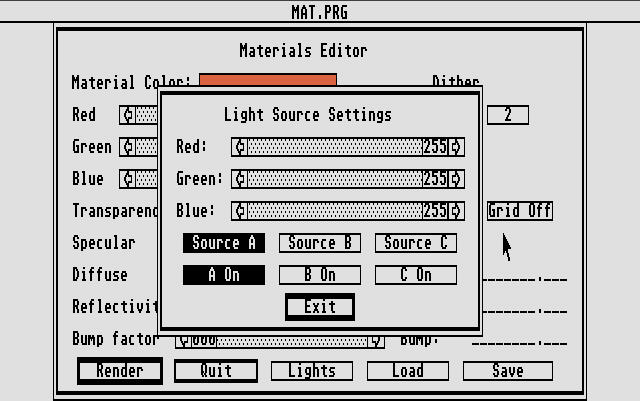 MAT.PRG
Materials Editor
Material Color: Dither
Light Source Settings
Red 2
Red: 255
Green
Green: 255
Blue
Blue: 255
Transparenc Grid Off
Specular Source A Source B Source C
Diffuse A On B On C On
Reflectivit Exit
Bump factor 000 Bump:
Render Quit Lights Load Save